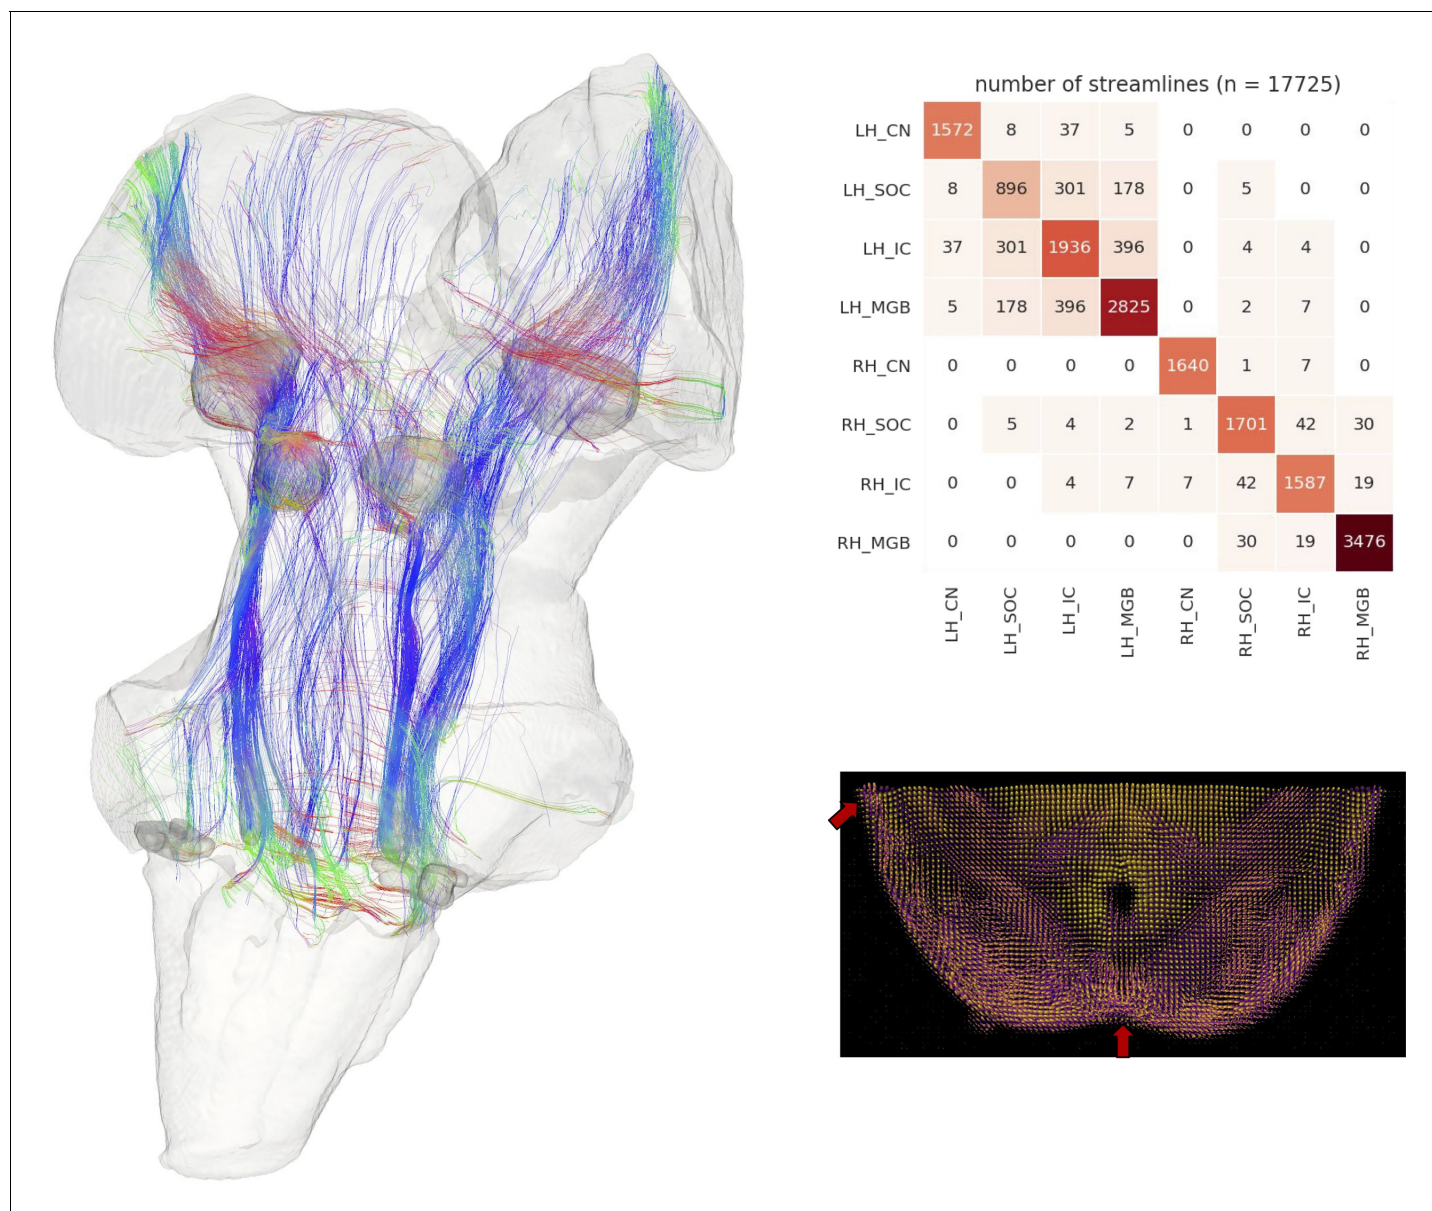 number of streamlines (n = 17725)
LH_CN 1572 8 37 5 0 0 0 0
LH_SOC 8 896 301 178 0 5 0 0
LH_IC 37 301 1936 396 0 4 4 0
LH_MGB 5 178 396 2825 0 2 7 0
RH_CN 0 0 0 0 1640 1 7 0
RH_SOC 0 5 4 2 1 1701 42 30
RH_IC 0 0 4 7 7 42 1587 19
RH_MGB 0 0 0 0 0 30 19 3476
LH_CN LH_SOC LH_IC LH_MGB RH_CN RH_SOC RH_IC RH_MGB